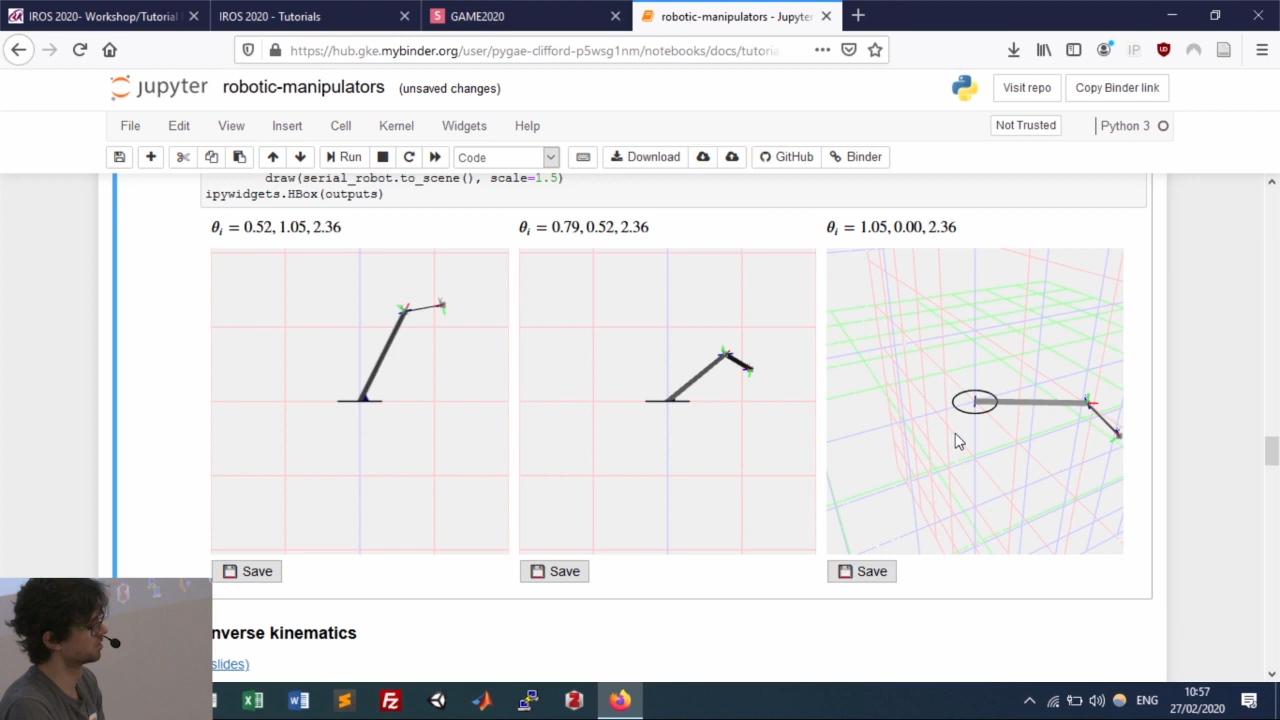 IROS 2020- Workshop/Tutorial
IROS 2020 - Tutorials
GAME2020
robotic-manipulators - Jupyter
https://hub.gke.mybinder.org/user/pygae-clifford-p5wsg1nm/notebooks/docs/tutoria
jupyter robotic-manipulators (unsaved changes)
Visit repo
Copy Binder link
File Edit View Insert Cell Kernel Widgets Help
Not Trusted
Python 3
Run
Code
Download
GitHub
Binder
draw(serial_robot.to_scene(), scale=1.5)
ipywidgets.HBox(outputs)
θi = 0.52, 1.05, 2.36
θi = 0.79, 0.52, 2.36
θi = 1.05, 0.00, 2.36
Save
Save
Save
nverse kinematics
slides)
ENG
10:57
27/02/2020